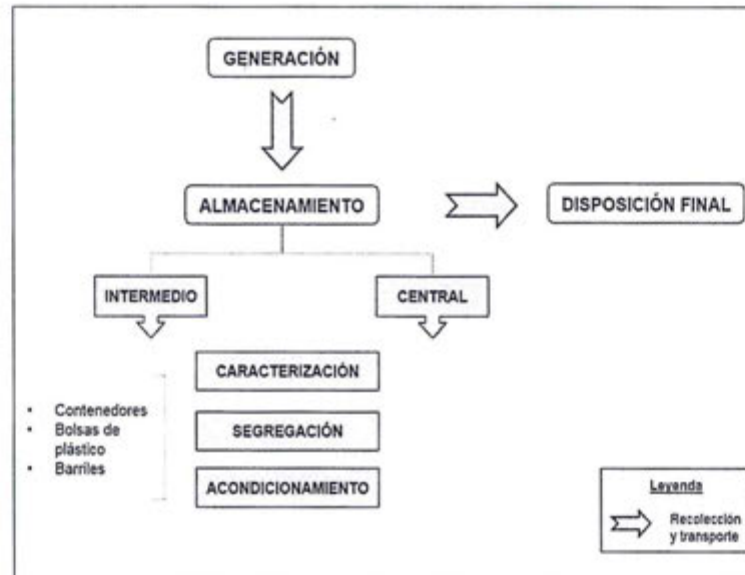 GENERACIÓN
ALMACENAMIENTO
DISPOSICIÓN FINAL
INTERMEDIO
CENTRAL
CARACTERIZACIÓN
• Contenedores
• Bolsas de
plástico
• Barriles
SEGREGACIÓN
ACONDICIONAMIENTO
Leyenda
Recolección
y transporte